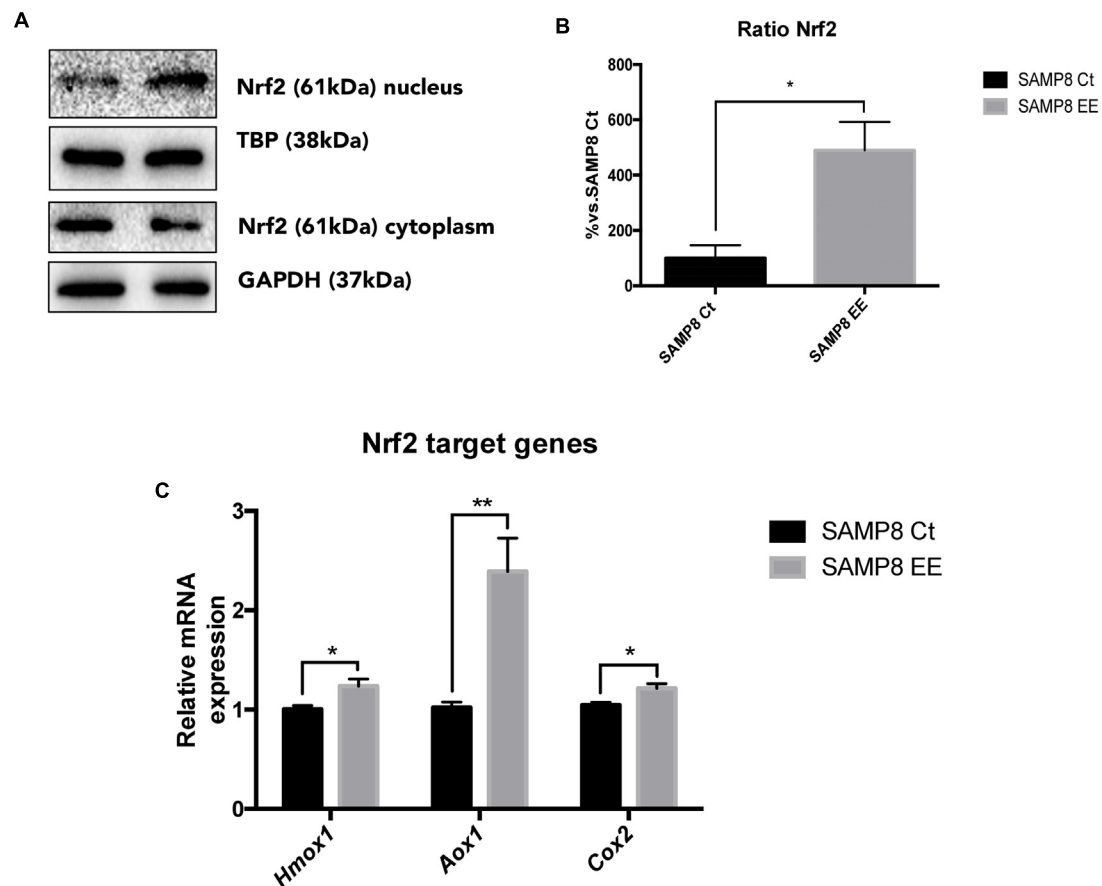 A
Nrf2 (61kDa) nucleus
TBP (38kDa)
Nrf2 (61kDa) cytoplasm
GAPDH (37kDa)
B
Ratio Nrf2
%vs.SAMP8 Ct
800
600
400
200
0
*
SAMP8 Ct
SAMP8 EE
SAMP8 Ct
SAMP8 EE
Nrf2 target genes
C
Relative mRNA
expression
3
2
1
0
*
**
*
Hmox1
Aox1
Cox2
SAMP8 Ct
SAMP8 EE